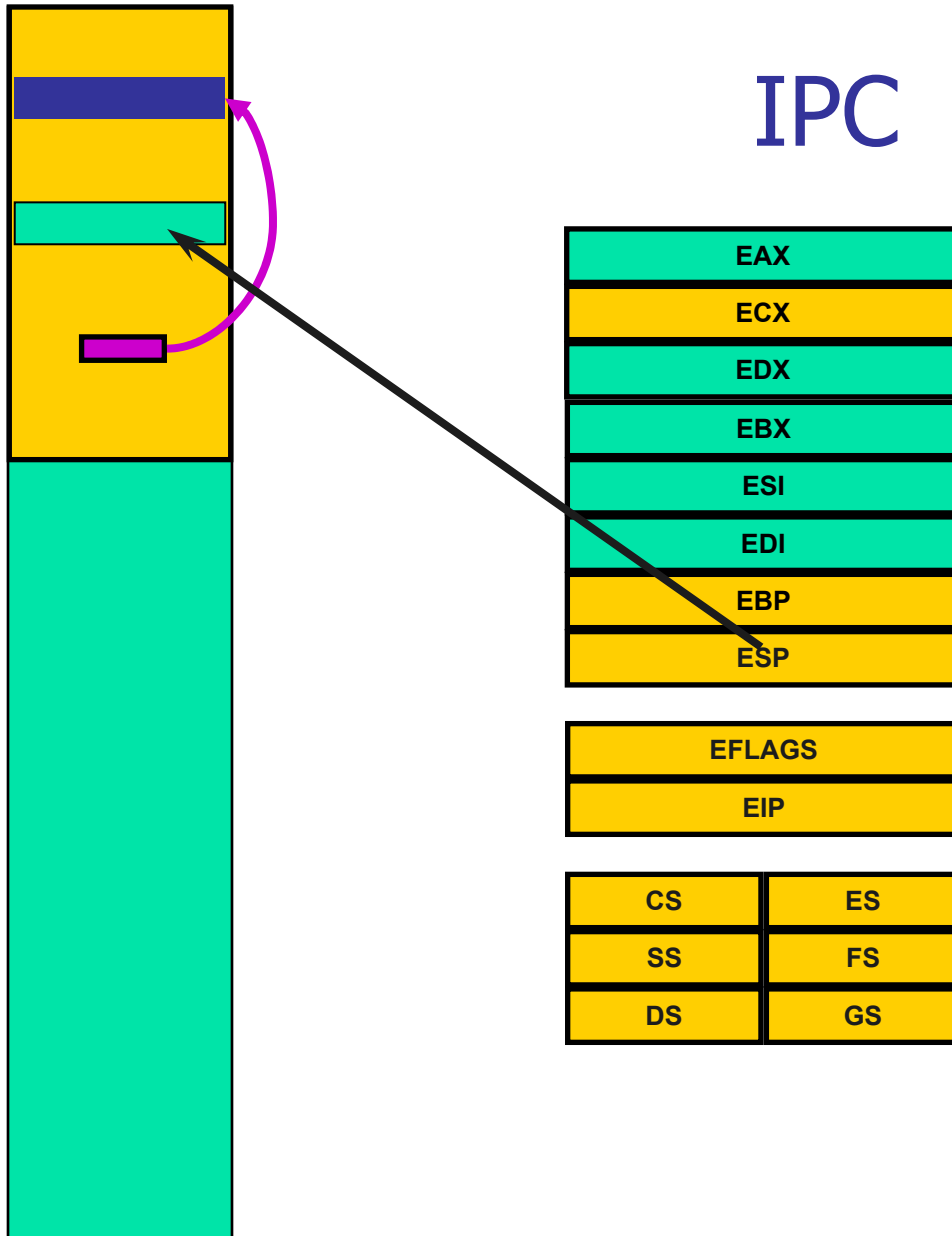 IPC
EAX
ECX
EDX
EBX
ESI
EDI
EBP
ESP
EFLAGS
EIP
CS ES
SS FS
DS GS